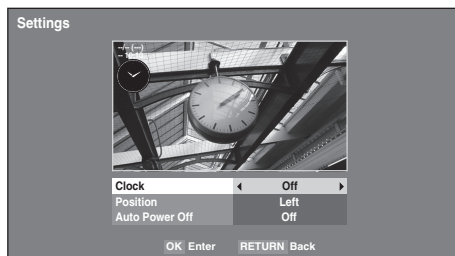 Settings
--/-- (---)
Clock Off
Position Left
Auto Power Off Off
OK Enter RETURN Back